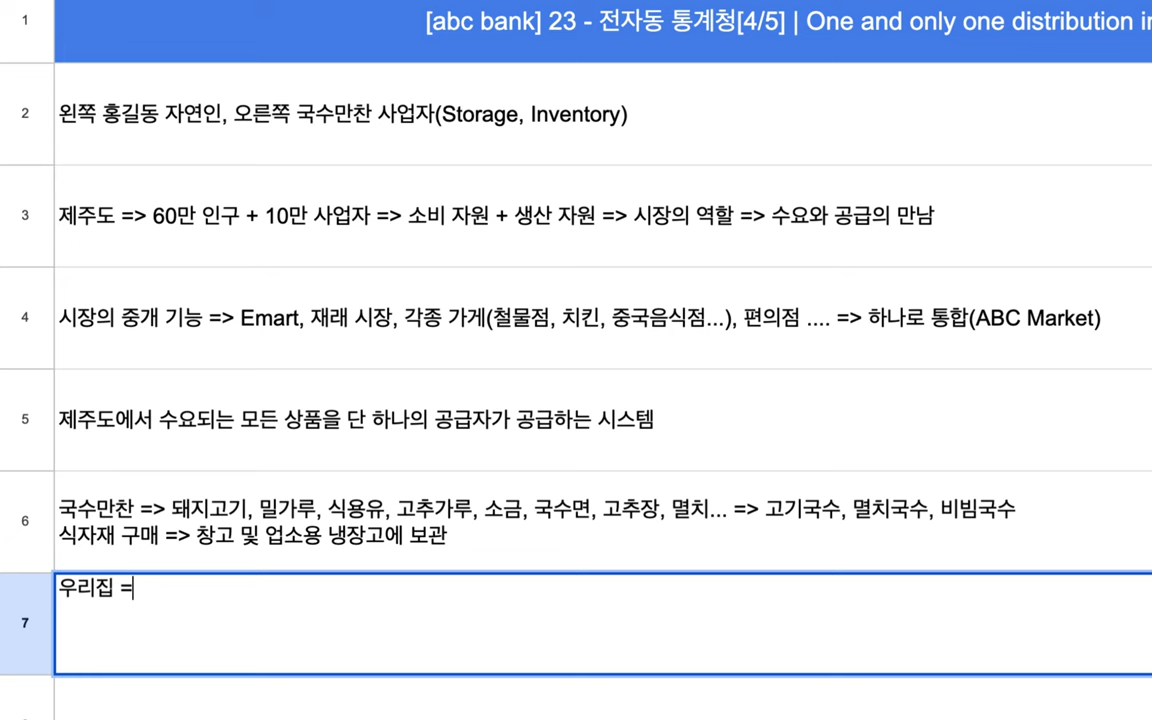 1
[abc bank] 23 - 전자동 통계청[4/5] | One and only one distribution
2
왼쪽 홍길동 자연인, 오른쪽 국수만찬 사업자(Storage, Inventory)
3
제주도 => 60만 인구 + 10만 사업자 => 소비 자원 + 생산 자원 => 시장의 역할 => 수요와 공급의 만남
4
시장의 중개 기능 => Emart, 재래 시장, 각종 가게(철물점, 치킨, 중국음식점...), 편의점 .... => 하나로 통합(ABC Market)
5
제주도에서 수요되는 모든 상품을 단 하나의 공급자가 공급하는 시스템
6
국수만찬 => 돼지고기, 밀가루, 식용유, 고추가루, 소금, 국수면, 고추장, 멸치... => 고기국수, 멸치국수, 비빔국수
식자재 구매 => 창고 및 업소용 냉장고에 보관
7
우리집 =